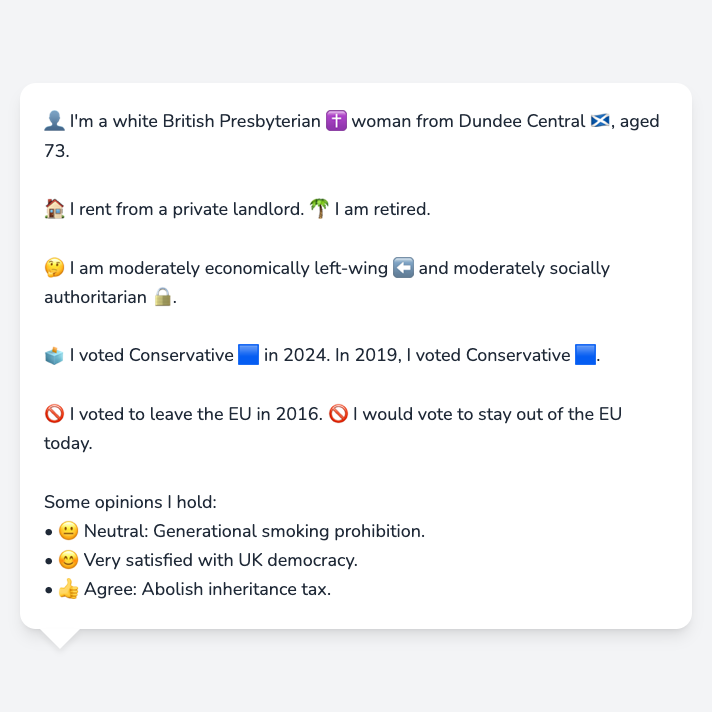 👤 I'm a white British Presbyterian ✝️ woman from Dundee Central 🏴󠁧󠁢󠁳󠁣󠁴󠁿, aged
73.
🏠 I rent from a private landlord. 🌴 I am retired.
🤔 I am moderately economically left-wing ⬅️ and moderately socially
authoritarian 🔒.
🗳️ I voted Conservative 🟦 in 2024. In 2019, I voted Conservative 🟦.
🚫 I voted to leave the EU in 2016. 🚫 I would vote to stay out of the EU
today.
Some opinions I hold:
• 😐 Neutral: Generational smoking prohibition.
• 😊 Very satisfied with UK democracy.
• 👍 Agree: Abolish inheritance tax.